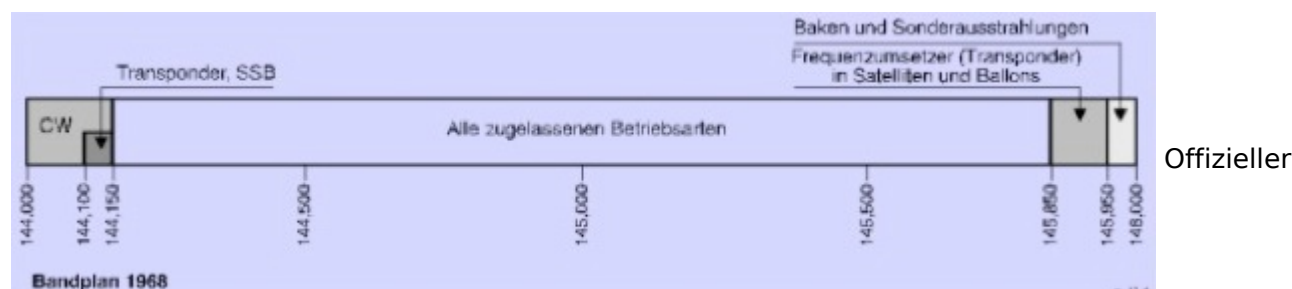 Baken und Sonderausstrahlungen
Transponder, SSB
Frequenzumsetzer (Transponder)
in Satelliten und Ballons
CW
Alle zugelassenen Betriebsarten
Offizieller
144,000
144,100
144,150
144,500
145,000
145,500
145,850
145,950
146,000
Bandplan 1968